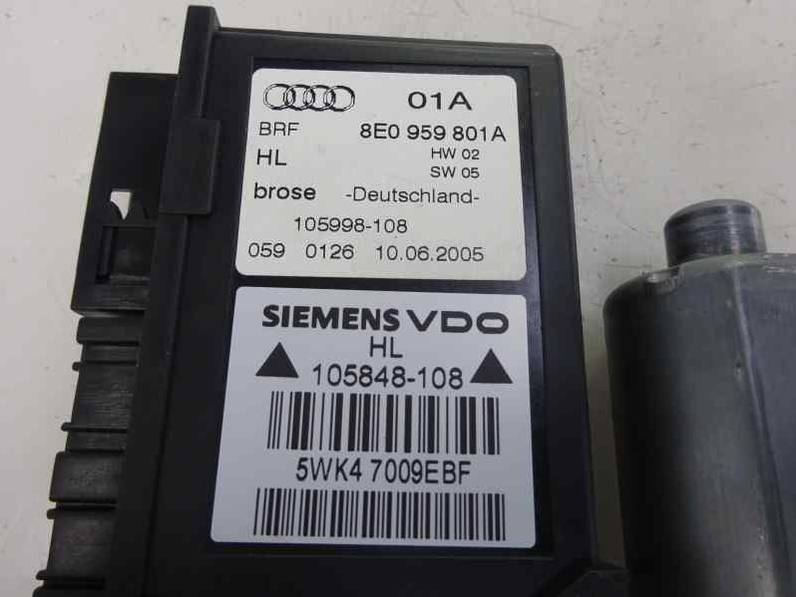 01A
BRF 8E0 959 801A
HL HW 02
SW 05
brose -Deutschland-
105998-108
059 0126 10.06.2005
SIEMENS VDO
HL
105848-108
5WK4 7009EBF